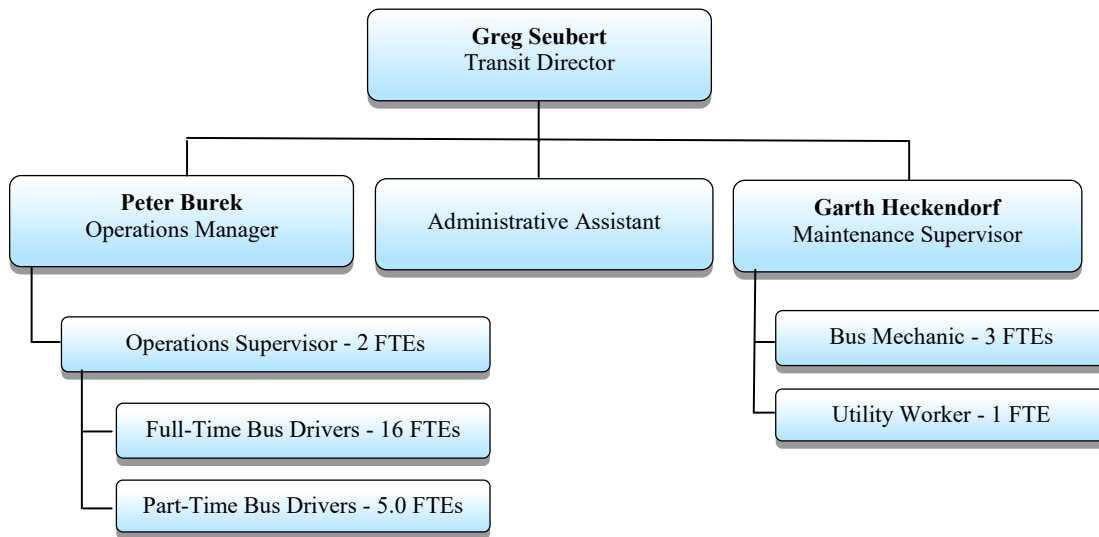 Greg Seubert
Transit Director
Peter Burek
Operations Manager
Administrative Assistant
Garth Heckendorf
Maintenance Supervisor
Operations Supervisor - 2 FTEs
Bus Mechanic - 3 FTEs
Full-Time Bus Drivers - 16 FTEs
Utility Worker - 1 FTE
Part-Time Bus Drivers - 5.0 FTEs